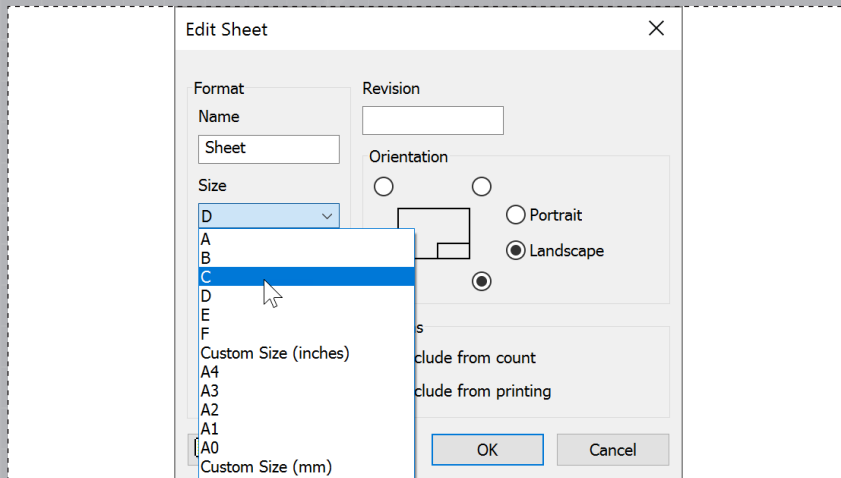 Edit Sheet
Format
Revision
Name
Sheet
Orientation
Size
D
Portrait
Landscape
A
B
C
D
E
F
Custom Size (inches)
A4
A3
A2
A1
A0
Custom Size (mm)
clude from count
clude from printing
OK
Cancel